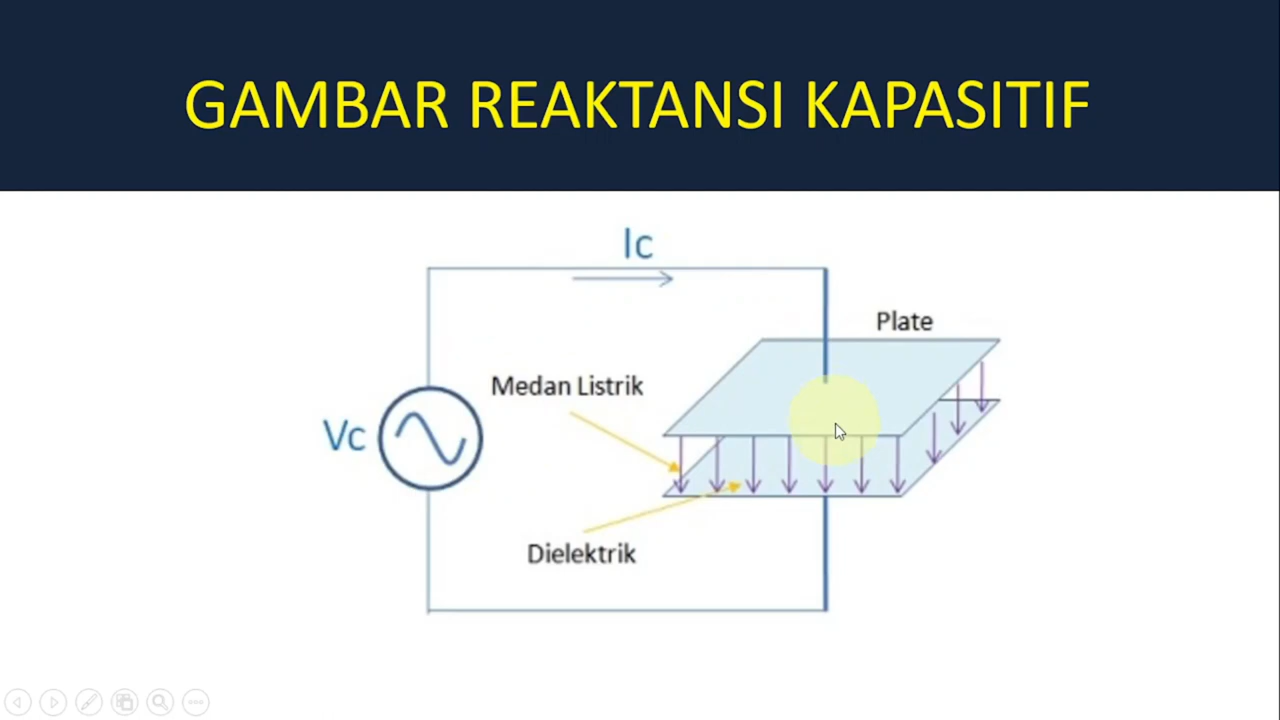 GAMBAR REAKTANSI KAPASITIF
Ic
Plate
Medan Listrik
Vc
Dielektrik